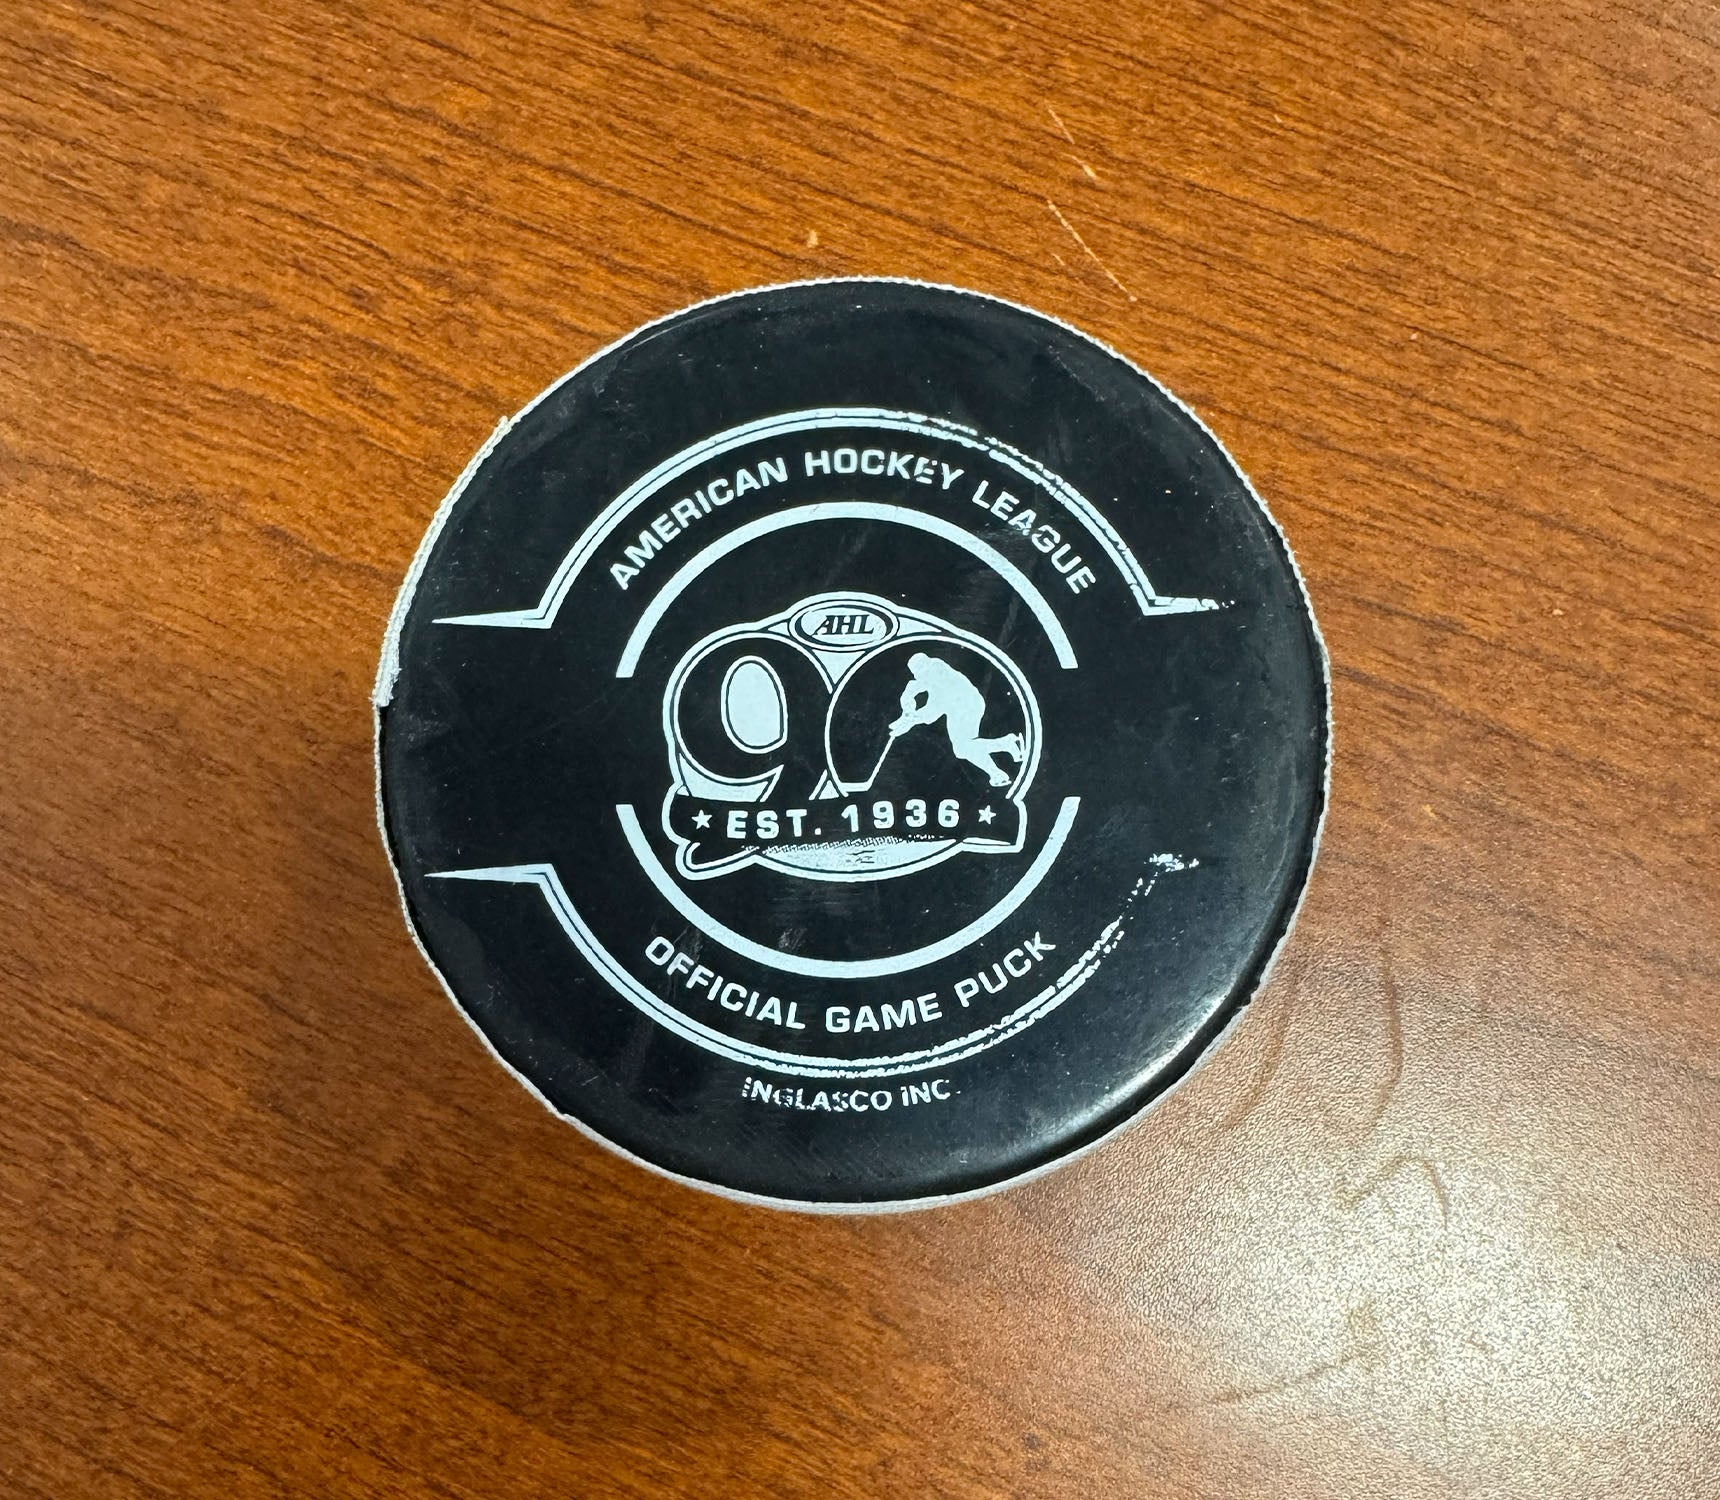 AMERICAN HOCKEY LEAGUE
AHL
90
EST. 1936
OFFICIAL GAME PUCK
INGLASCO INC.